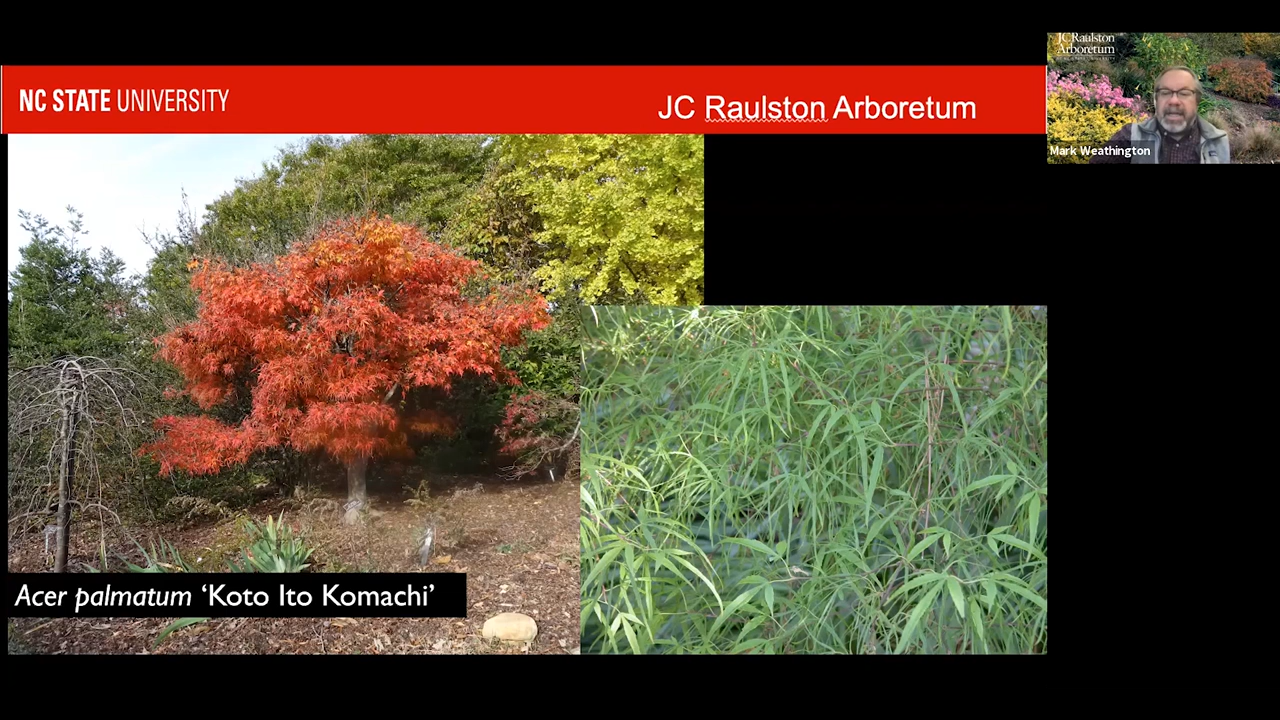 NC STATE UNIVERSITY
JC Raulston Arboretum
JC Raulston
Arboretum
Mark Weathington
Acer palmatum ‘Koto Ito Komachi’